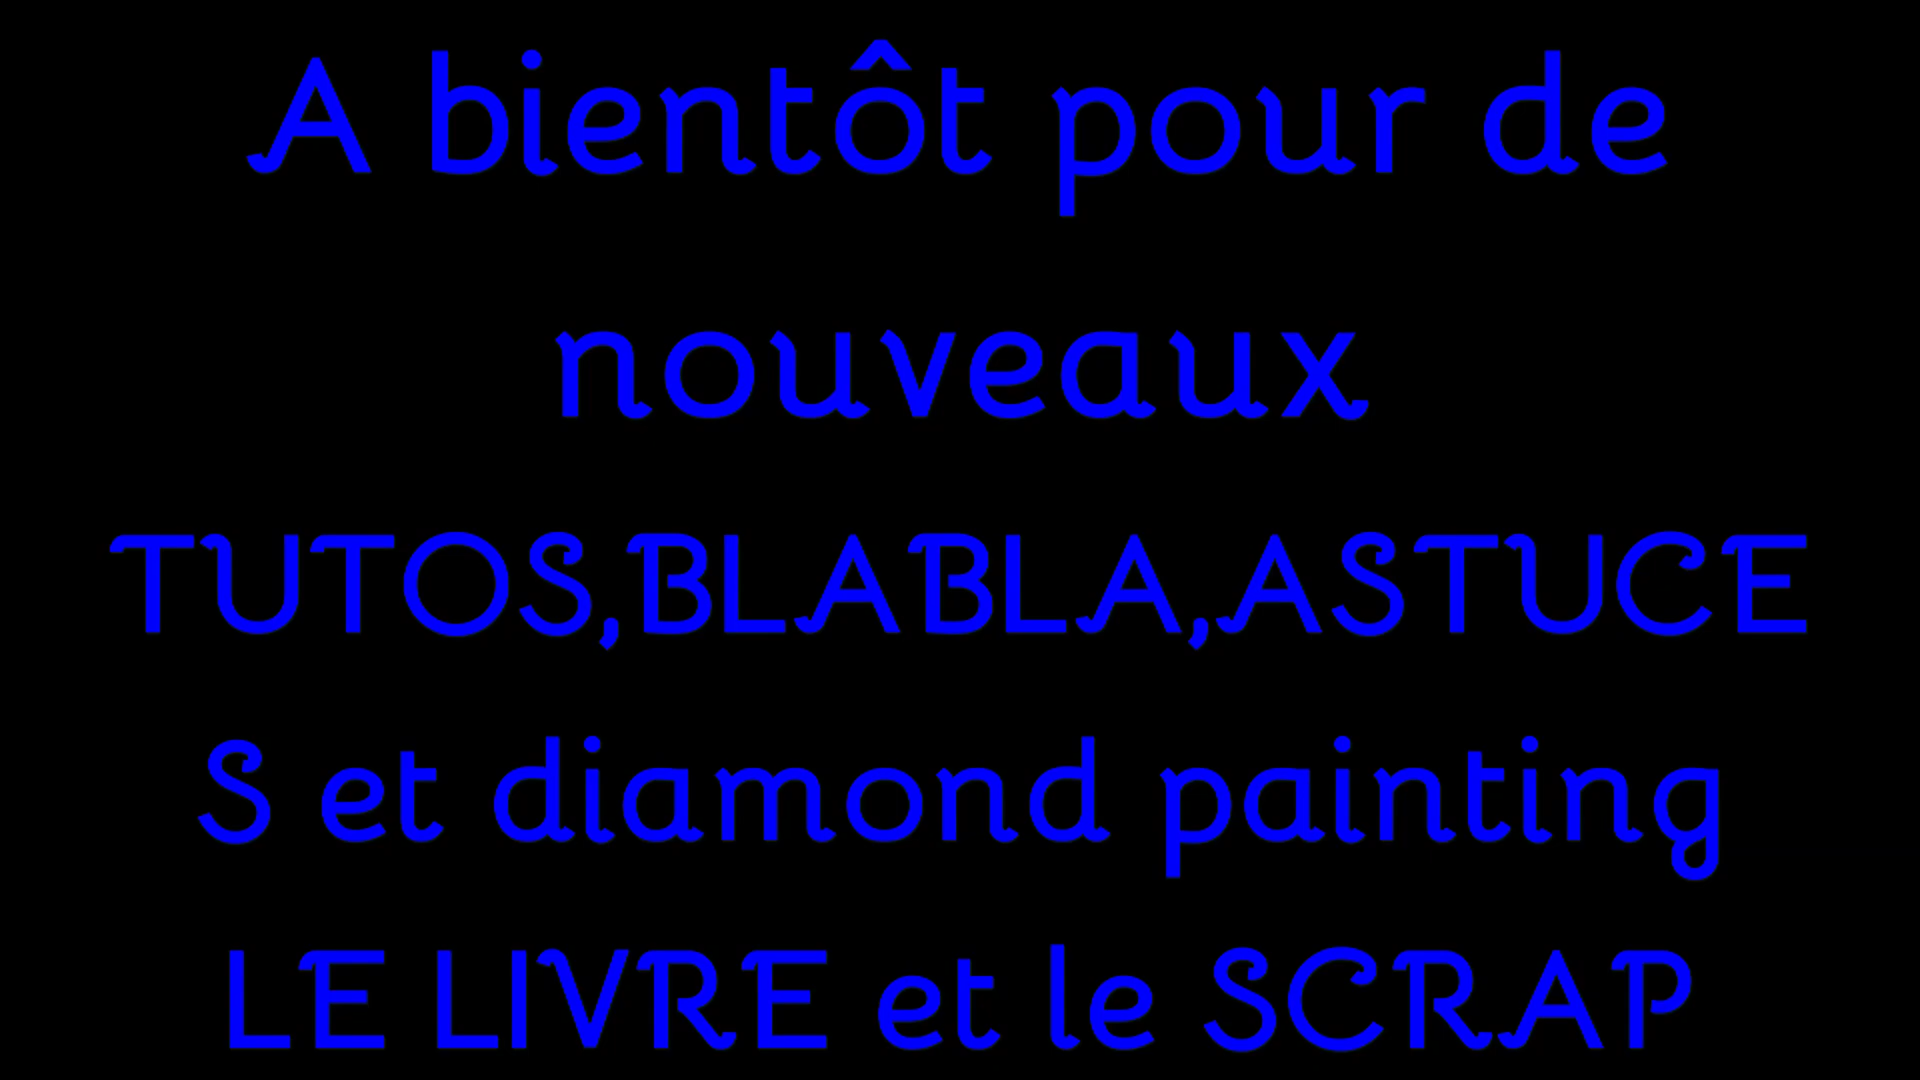 A bientôt pour de
nouveaux
TUTOS,BLABLA,ASTUCE
S et diamond painting
LE LIVRE et le SCRAP